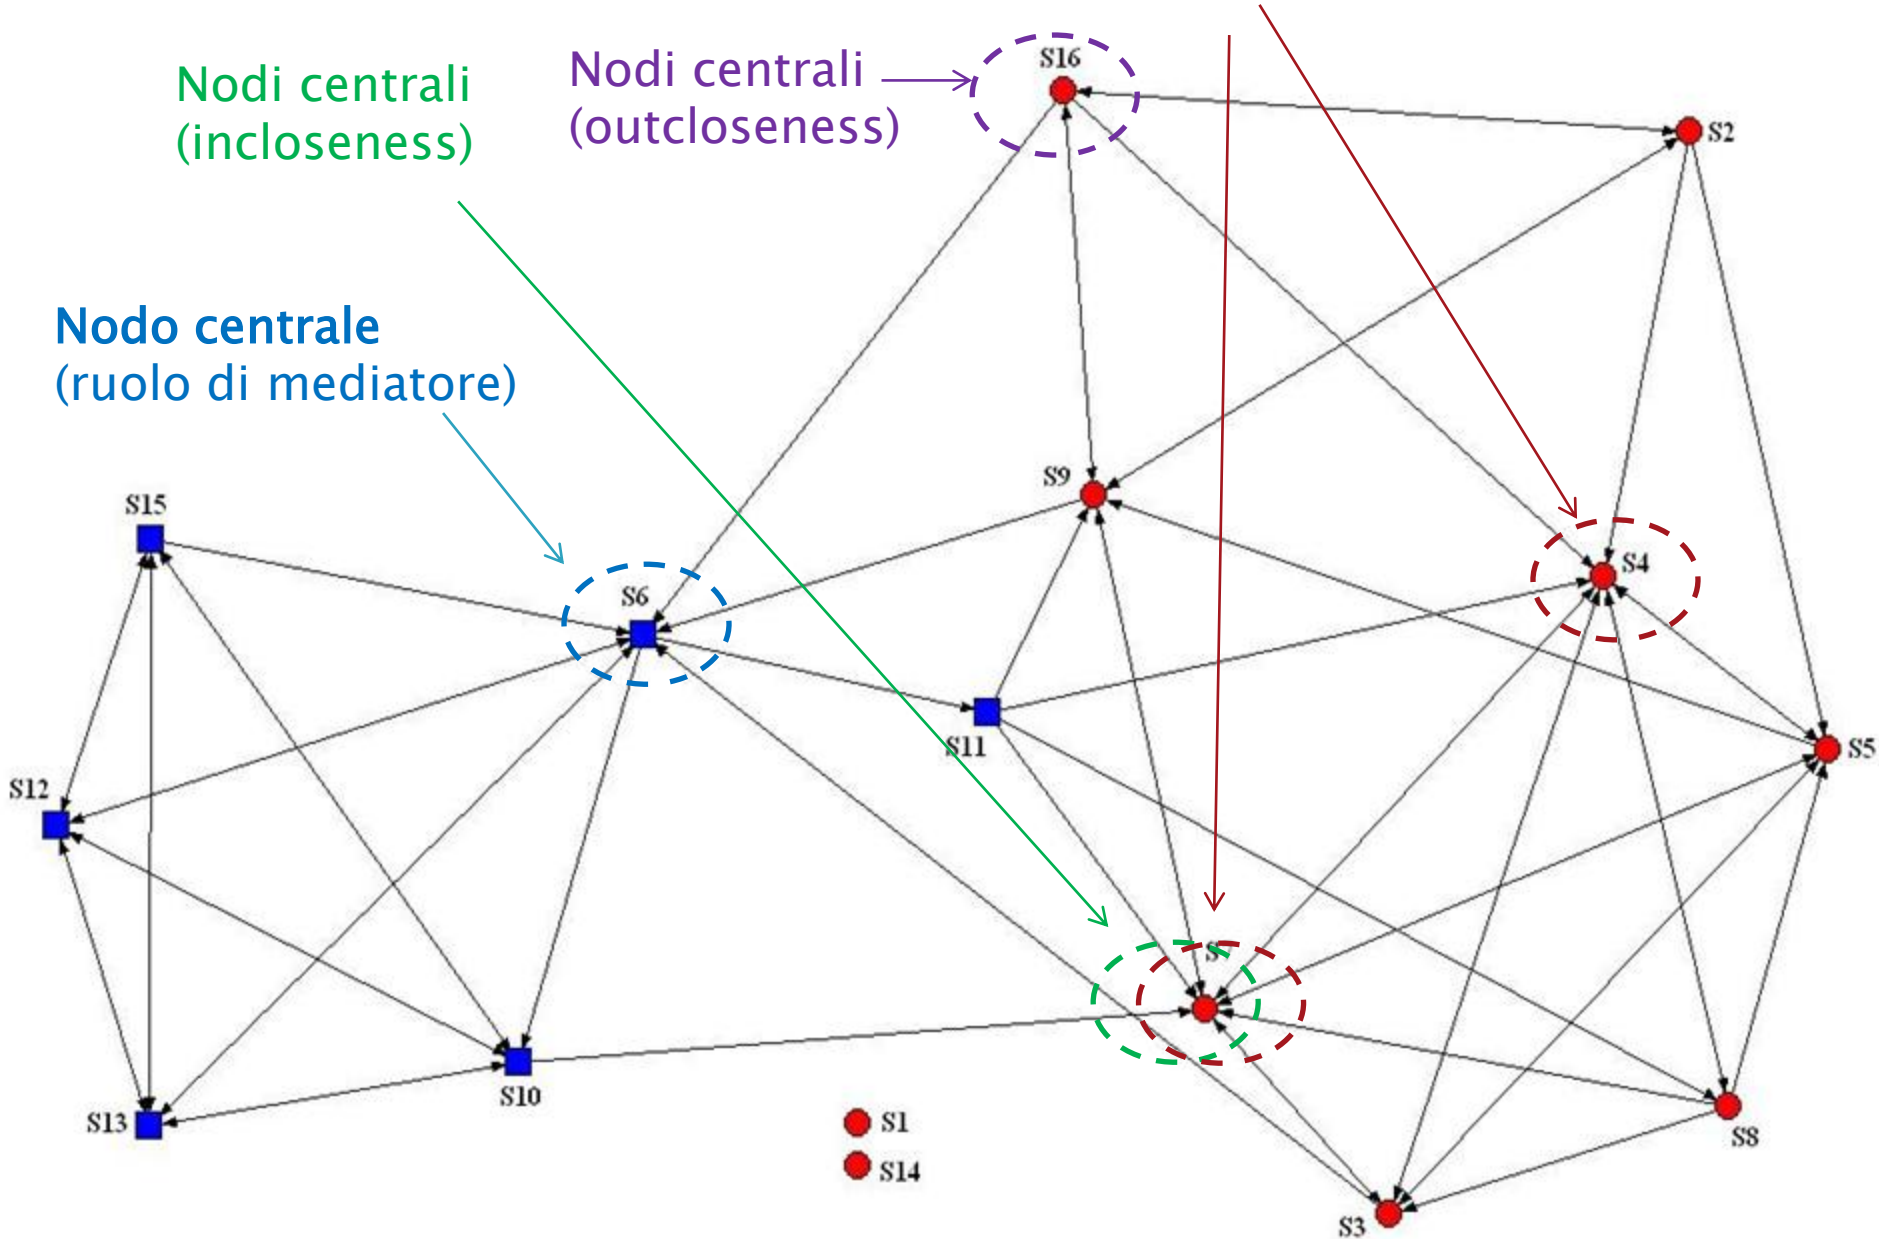 Nodi centrali
(incloseness)
Nodi centrali
(outcloseness)
S16
S2
Nodo centrale
(ruolo di mediatore)
S9
S15
S4
S6
S11
S5
S12
S10
S13
S1
S14
S8
S3